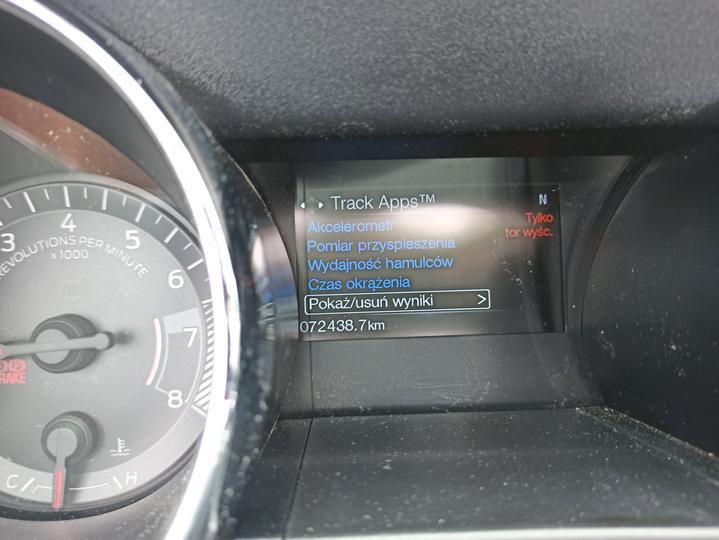 Track Apps™ N
Akcelerometr
Tylko
tor wyśc.
Pomiar przyspieszenia
Wydajność hamulców
Czas okrążenia
Pokaż/usuń wyniki >
072438.7km
3 4 5 6 7 8
REVOLUTIONS PER MINUTE
x1000
BRAKE
C H